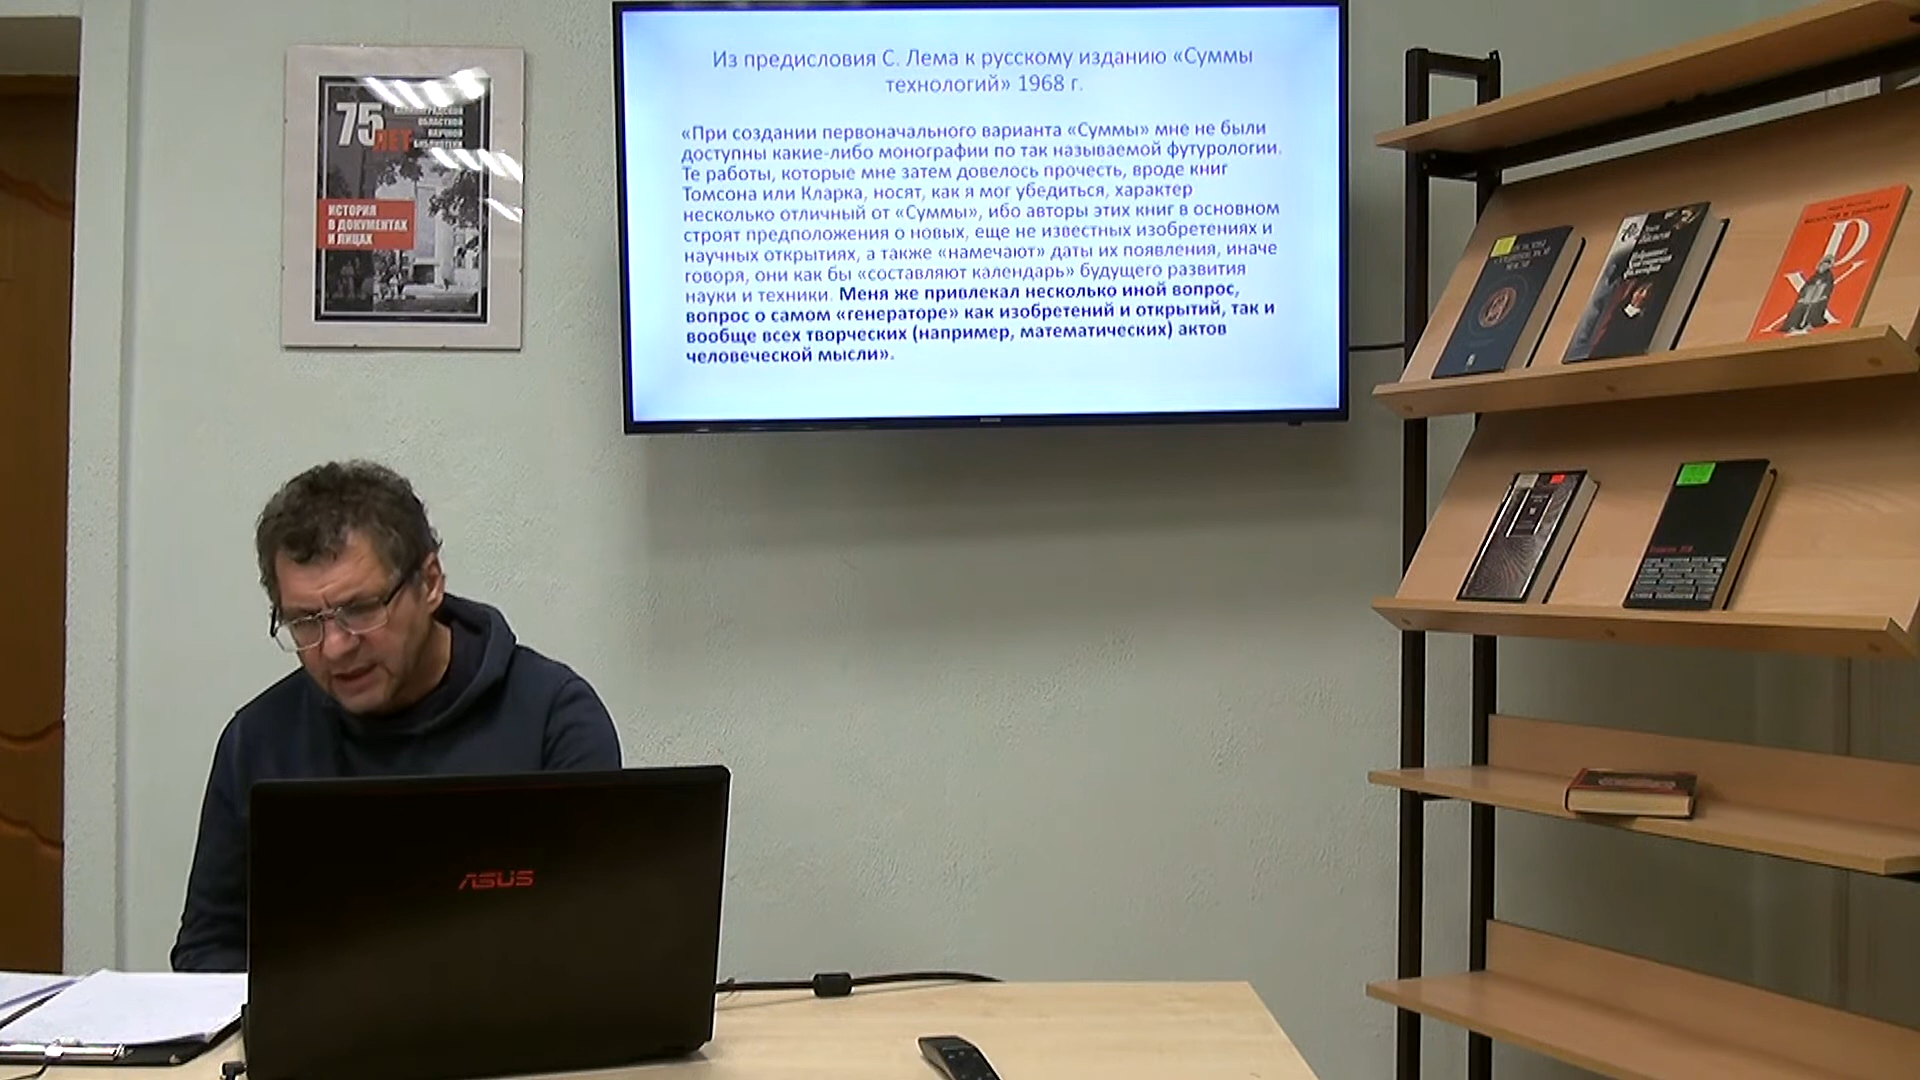 Из предисловия С. Лема к русскому изданию «Суммы
технологий» 1968 г.
«При создании первоначального варианта «Суммы» мне не были
доступны какие-либо монографии по так называемой футурологии.
Те работы, которые мне затем довелось прочесть, вроде книг
Томсона или Кларка, носят, как я мог убедиться, характер
несколько отличный от «Суммы», ибо авторы этих книг в основном
строят предположения о новых, еще не известных изобретениях и
научных открытиях, а также «намечают» даты их появления, иначе
говоря, они как бы «составляют календарь» будущего развития
науки и техники. Меня же привлекал несколько иной вопрос,
вопрос о самом «генераторе» как изобретений и открытий, так и
вообще всех творческих (например, математических) актов
человеческой мысли».
75
ЛЕТ
ОБЛАСТНОЙ
НАУЧНОЙ
БИБЛИОТЕКИ
ИСТОРИЯ
В ДОКУМЕНТАХ
И ЛИЦАХ
ASUS